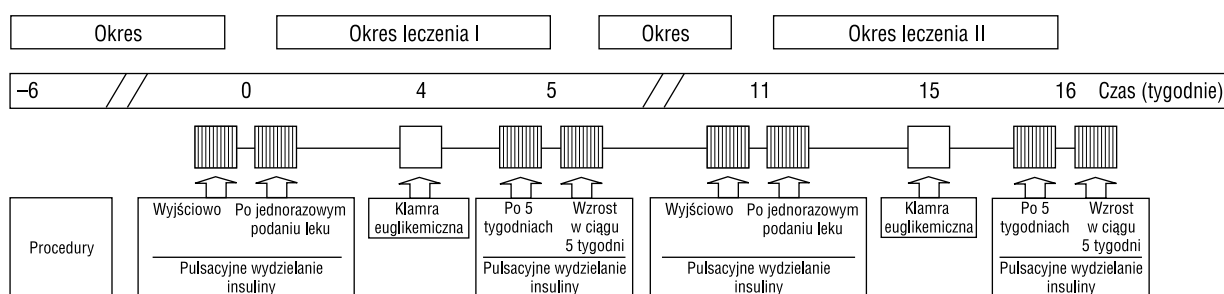 Okres
Okres leczenia I
Okres
Okres leczenia II
–6 0 4 5 11 15 16 Czas (tygodnie)
Procedury
Wyjściowo
Po jednorazowym
podaniu leku
Pulsacyjne wydzielanie
insuliny
Klamra
euglikemiczna
Po 5
tygodniach
Wzrost
w ciągu
5 tygodni
Pulsacyjne wydzielanie
insuliny
Wyjściowo
Po jednorazowym
podaniu leku
Pulsacyjne wydzielanie
insuliny
Klamra
euglikemiczna
Po 5
tygodniach
Wzrost
w ciągu
5 tygodni
Pulsacyjne wydzielanie
insuliny